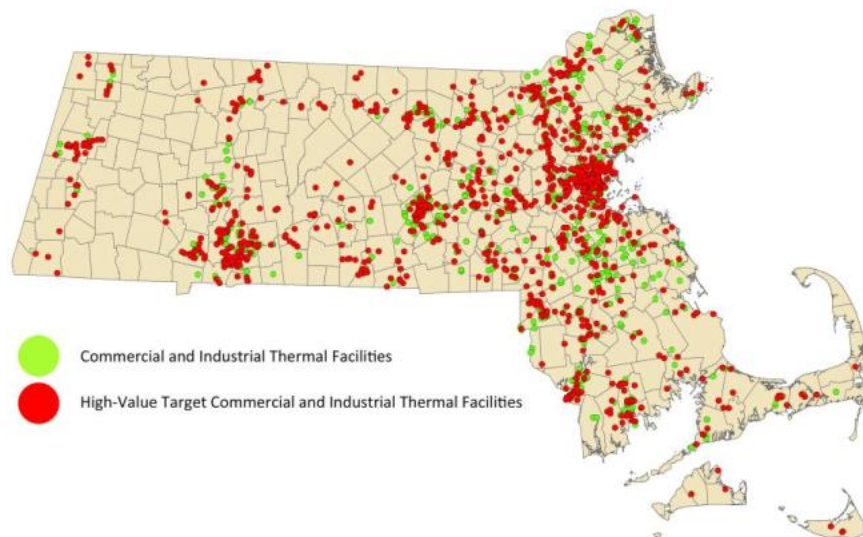 Commercial and Industrial Thermal Facilities
High-Value Target Commercial and Industrial Thermal Facilities